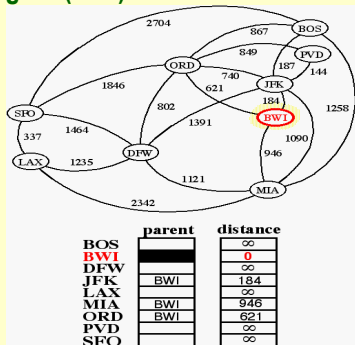 2704
BOS
867
849
PVD
ORD
187
144
740
JFK
1846
621
184
1258
SFO
802
1391
BWI
337
1464
1090
DFW
946
LAX
1235
1121
MIA
2342
parent distance
BOS ∞
BWI 0
DFW ∞
JFK BWI 184
LAX ∞
MIA BWI 946
ORD BWI 621
PVD ∞
SFO ∞